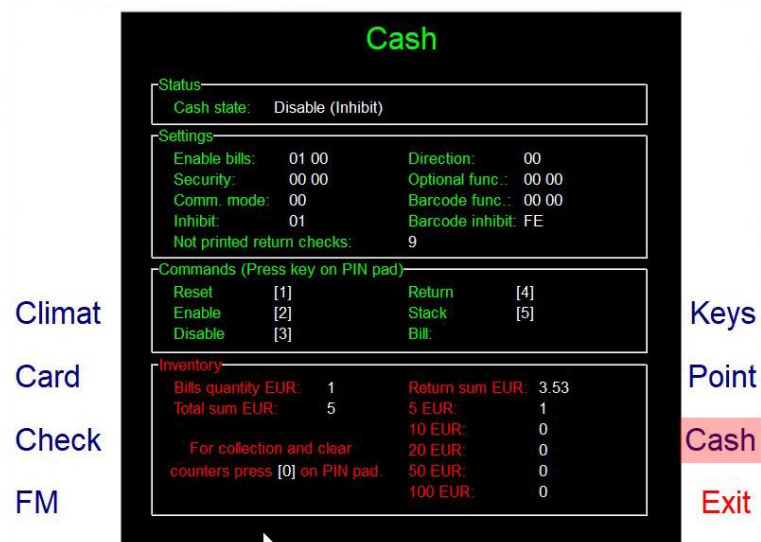 Cash
Status
Cash state: Disable (Inhibit)
Settings
Enable bills: 01 00 Direction: 00
Security: 00 00 Optional func.: 00 00
Comm. mode: 00 Barcode func.: 00 00
Inhibit: 01 Barcode inhibit: FE
Not printed return checks: 9
Commands (Press key on PIN pad)
Reset [1] Return [4]
Enable [2] Stack [5]
Disable [3] Bill:
Inventory
Bills quantity EUR: 1 Return sum EUR: 3.53
Total sum EUR: 5 5 EUR: 1
10 EUR: 0
For collection and clear 20 EUR: 0
counters press [0] on PIN pad. 50 EUR: 0
100 EUR: 0
Climat
Card
Check
FM
Keys
Point
Cash
Exit